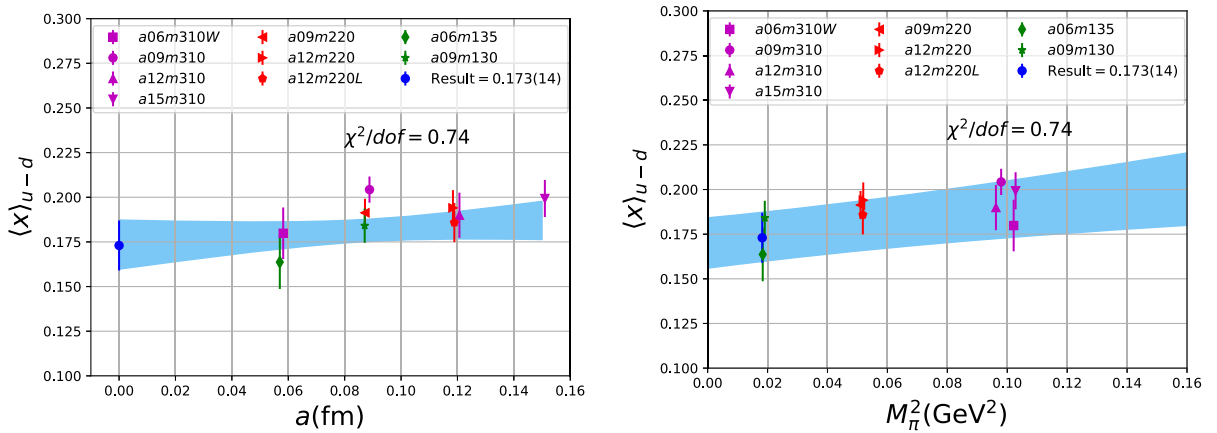 0.300
0.275
0.250
0.225
0.200
0.175
0.150
0.125
0.100
⟨x⟩u−d
a06m310W
a09m310
a12m310
a15m310
a09m220
a12m220
a12m220L
a06m135
a09m130
Result = 0.173(14)
χ²/dof = 0.74
0.00 0.02 0.04 0.06 0.08 0.10 0.12 0.14 0.16
a(fm)
0.300
0.275
0.250
0.225
0.200
0.175
0.150
0.125
0.100
⟨x⟩u−d
a06m310W
a09m310
a12m310
a15m310
a09m220
a12m220
a12m220L
a06m135
a09m130
Result = 0.173(14)
χ²/dof = 0.74
0.00 0.02 0.04 0.06 0.08 0.10 0.12 0.14 0.16
M²π(GeV²)